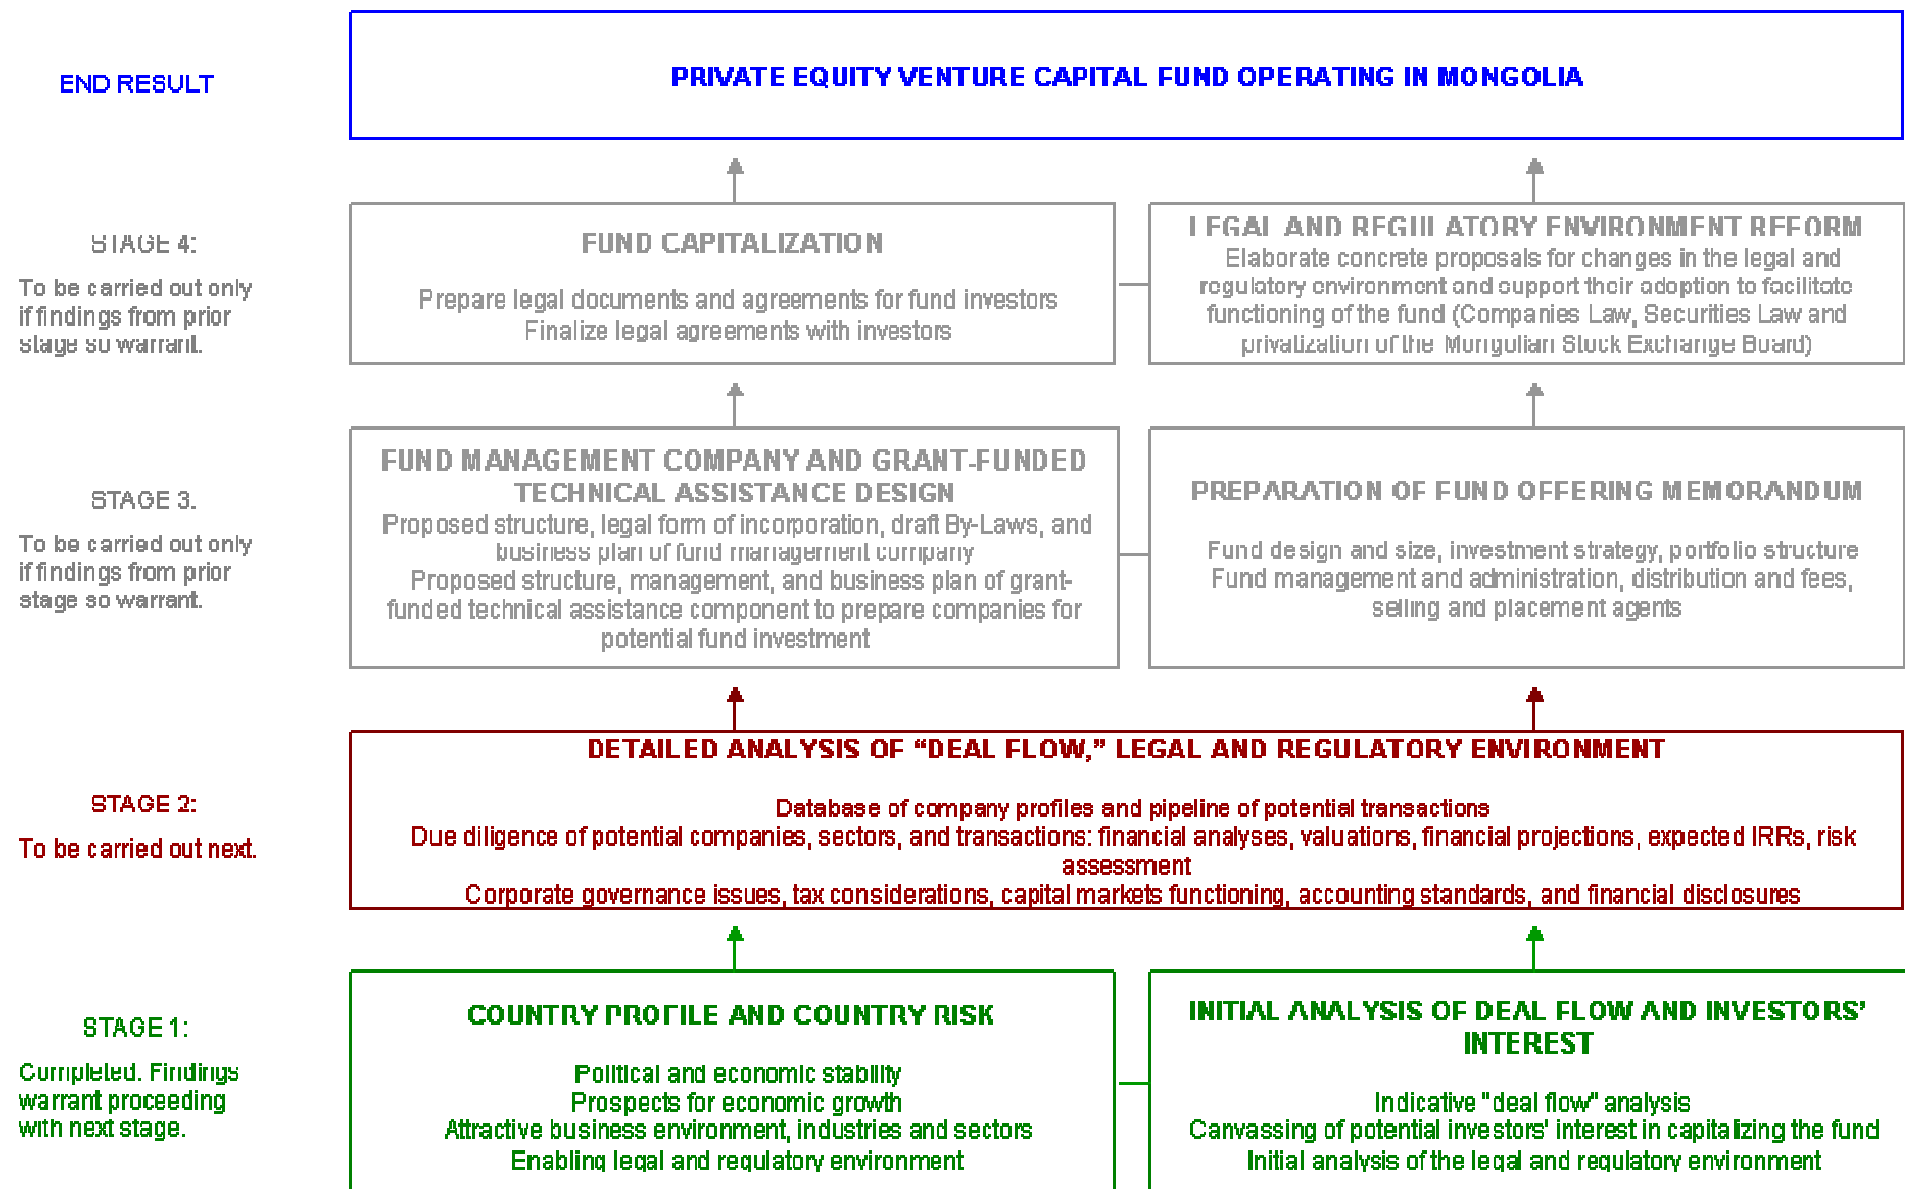 END RESULT
PRIVATE EQUITY VENTURE CAPITAL FUND OPERATING IN MONGOLIA
STAGE 4:
To be carried out only
if findings from prior
stage so warrant.
FUND CAPITALIZATION
Prepare legal documents and agreements for fund investors
Finalize legal agreements with investors
LEGAL AND REGULATORY ENVIRONMENT REFORM
Elaborate concrete proposals for changes in the legal and
regulatory environment and support their adoption to facilitate
functioning of the fund (Companies Law, Securities Law and
privatization of the Mongolian Stock Exchange Board)
STAGE 3.
To be carried out only
if findings from prior
stage so warrant.
FUND MANAGEMENT COMPANY AND GRANT-FUNDED
TECHNICAL ASSISTANCE DESIGN
Proposed structure, legal form of incorporation, draft By-Laws, and
business plan of fund management company
Proposed structure, management, and business plan of grant-
funded technical assistance component to prepare companies for
potential fund investment
PREPARATION OF FUND OFFERING MEMORANDUM
Fund design and size, investment strategy, portfolio structure
Fund management and administration, distribution and fees,
selling and placement agents
STAGE 2:
To be carried out next.
DETAILED ANALYSIS OF “DEAL FLOW,” LEGAL AND REGULATORY ENVIRONMENT
Database of company profiles and pipeline of potential transactions
Due diligence of potential companies, sectors, and transactions: financial analyses, valuations, financial projections, expected IRRs, risk
assessment
Corporate governance issues, tax considerations, capital markets functioning, accounting standards, and financial disclosures
STAGE 1:
Completed. Findings
warrant proceeding
with next stage.
COUNTRY PROFILE AND COUNTRY RISK
Political and economic stability
Prospects for economic growth
Attractive business environment, industries and sectors
Enabling legal and regulatory environment
INITIAL ANALYSIS OF DEAL FLOW AND INVESTORS’
INTEREST
Indicative "deal flow" analysis
Canvassing of potential investors' interest in capitalizing the fund
Initial analysis of the legal and regulatory environment